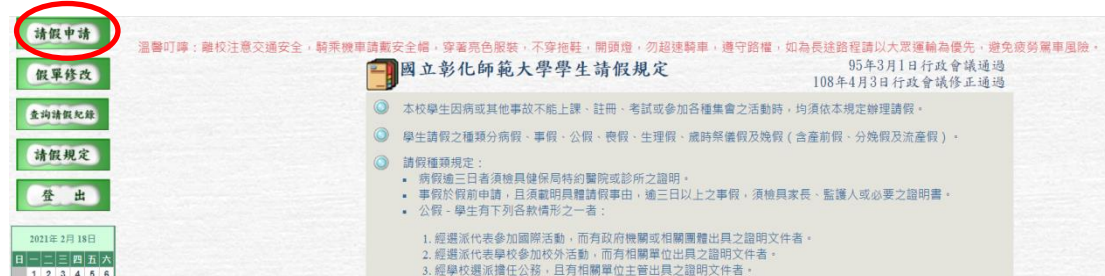 請假申請
假單修改
查詢請假紀錄
請假規定
登 出
2021年 2月 18日
日 一 二 三 四 五 六
1 2 3 4 5 6
溫馨叮嚀：離校注意交通安全，騎乘機車請戴安全帽，穿著亮色服裝，不穿拖鞋，開頭燈，勿超速騎車，遵守路權，如為長途路程請以大眾運輸為優先，避免疲勞駕車風險。
國立彰化師範大學學生請假規定
95年3月1日行政會議通過
108年4月3日行政會議修正通過
本校學生因病或其他事故不能上課、註冊、考試或參加各種集會之活動時，均須依本規定辦理請假。
學生請假之種類分病假、事假、公假、喪假、生理假、歲時祭儀假及娩假（含產前假、分娩假及流產假）。
請假種類規定：
▪ 病假逾三日者須檢具健保局特約醫院或診所之證明。
▪ 事假於假前申請，且須載明具體請假事由，逾三日以上之事假，須檢具家長、監護人或必要之證明書。
▪ 公假 - 學生有下列各款情形之一者：
1. 經選派代表參加國際活動，而有政府機關或相關團體出具之證明文件者。
2. 經選派代表學校參加校外活動，而有相關單位出具之證明文件者。
3. 經學校選派擔任公務，且有相關單位主管出具之證明文件者。